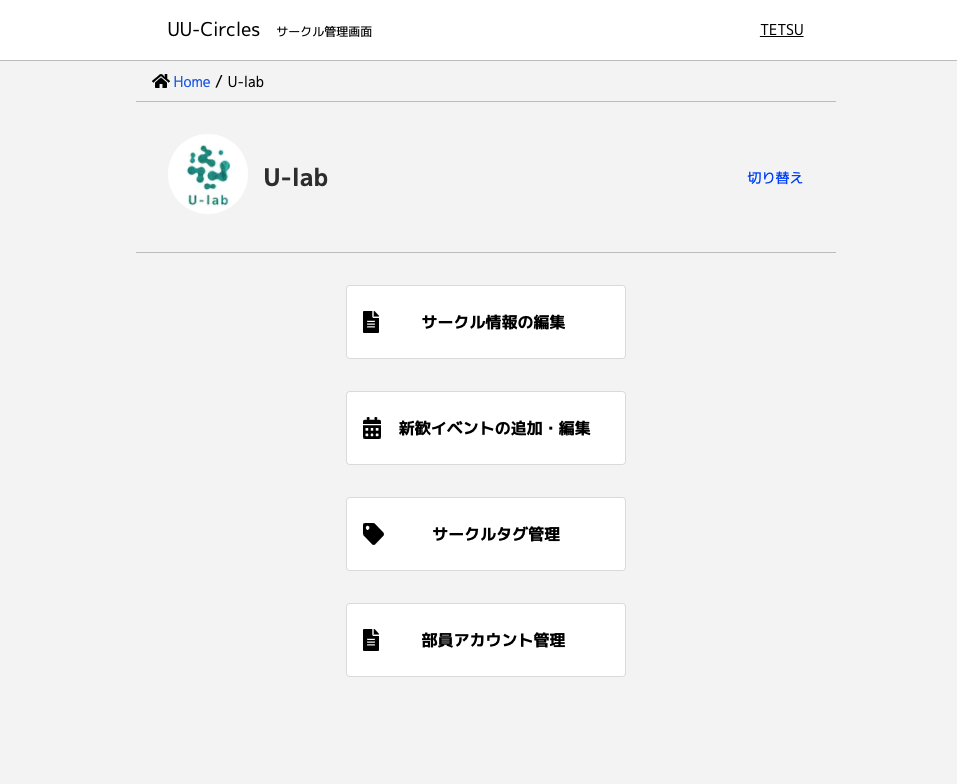 UU-Circles サークル管理画面
TETSU
Home / U-lab
U-lab
U-lab
切り替え
サークル情報の編集
新歓イベントの追加・編集
サークルタグ管理
部員アカウント管理